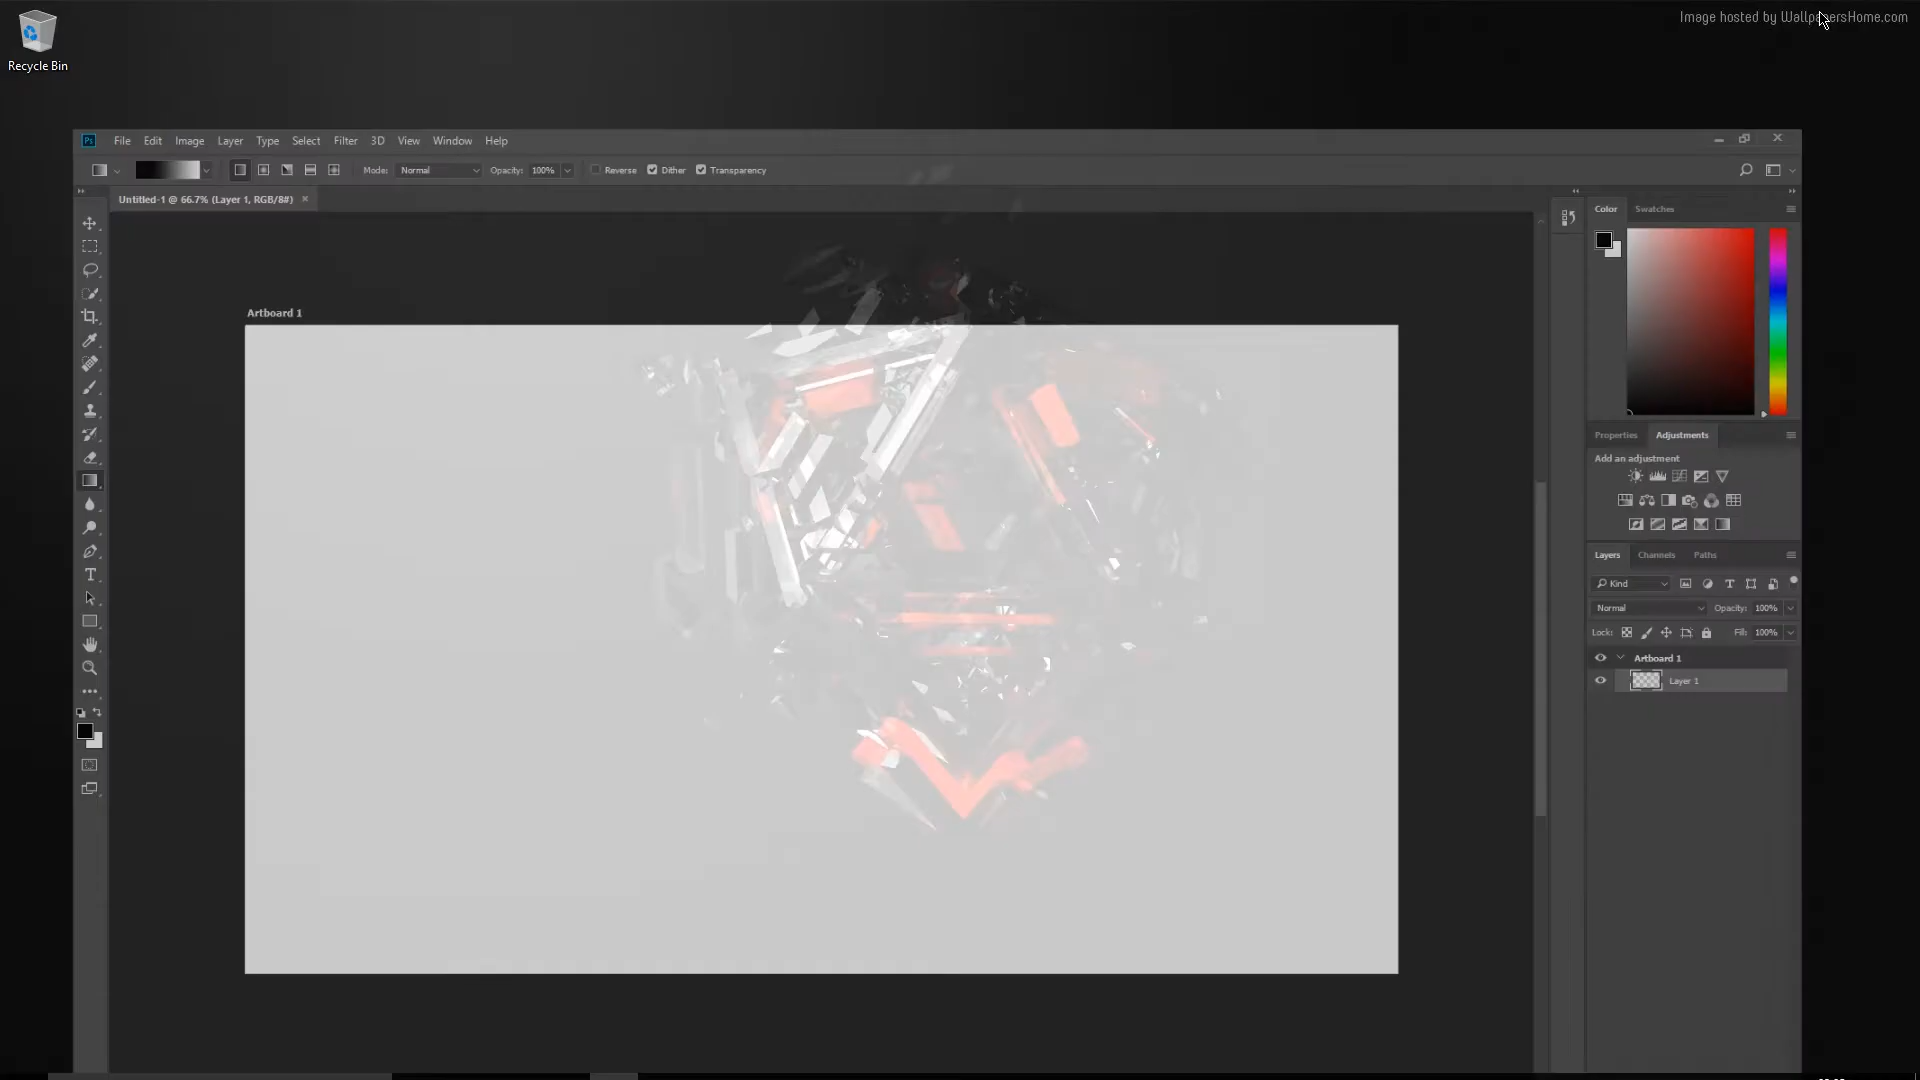 Image hosted by WallpapersHome.com
Recycle Bin
Ps File Edit Image Layer Type Select Filter 3D View Window Help
Mode: Normal Opacity: 100% Reverse Dither Transparency
Untitled-1 @ 66.7% (Layer 1, RGB/8#) ×
Color Swatches
Artboard 1
Properties Adjustments
Add an adjustment
Layers Channels Paths
Kind
Normal Opacity: 100%
Lock: Fill: 100%
Artboard 1
Layer 1